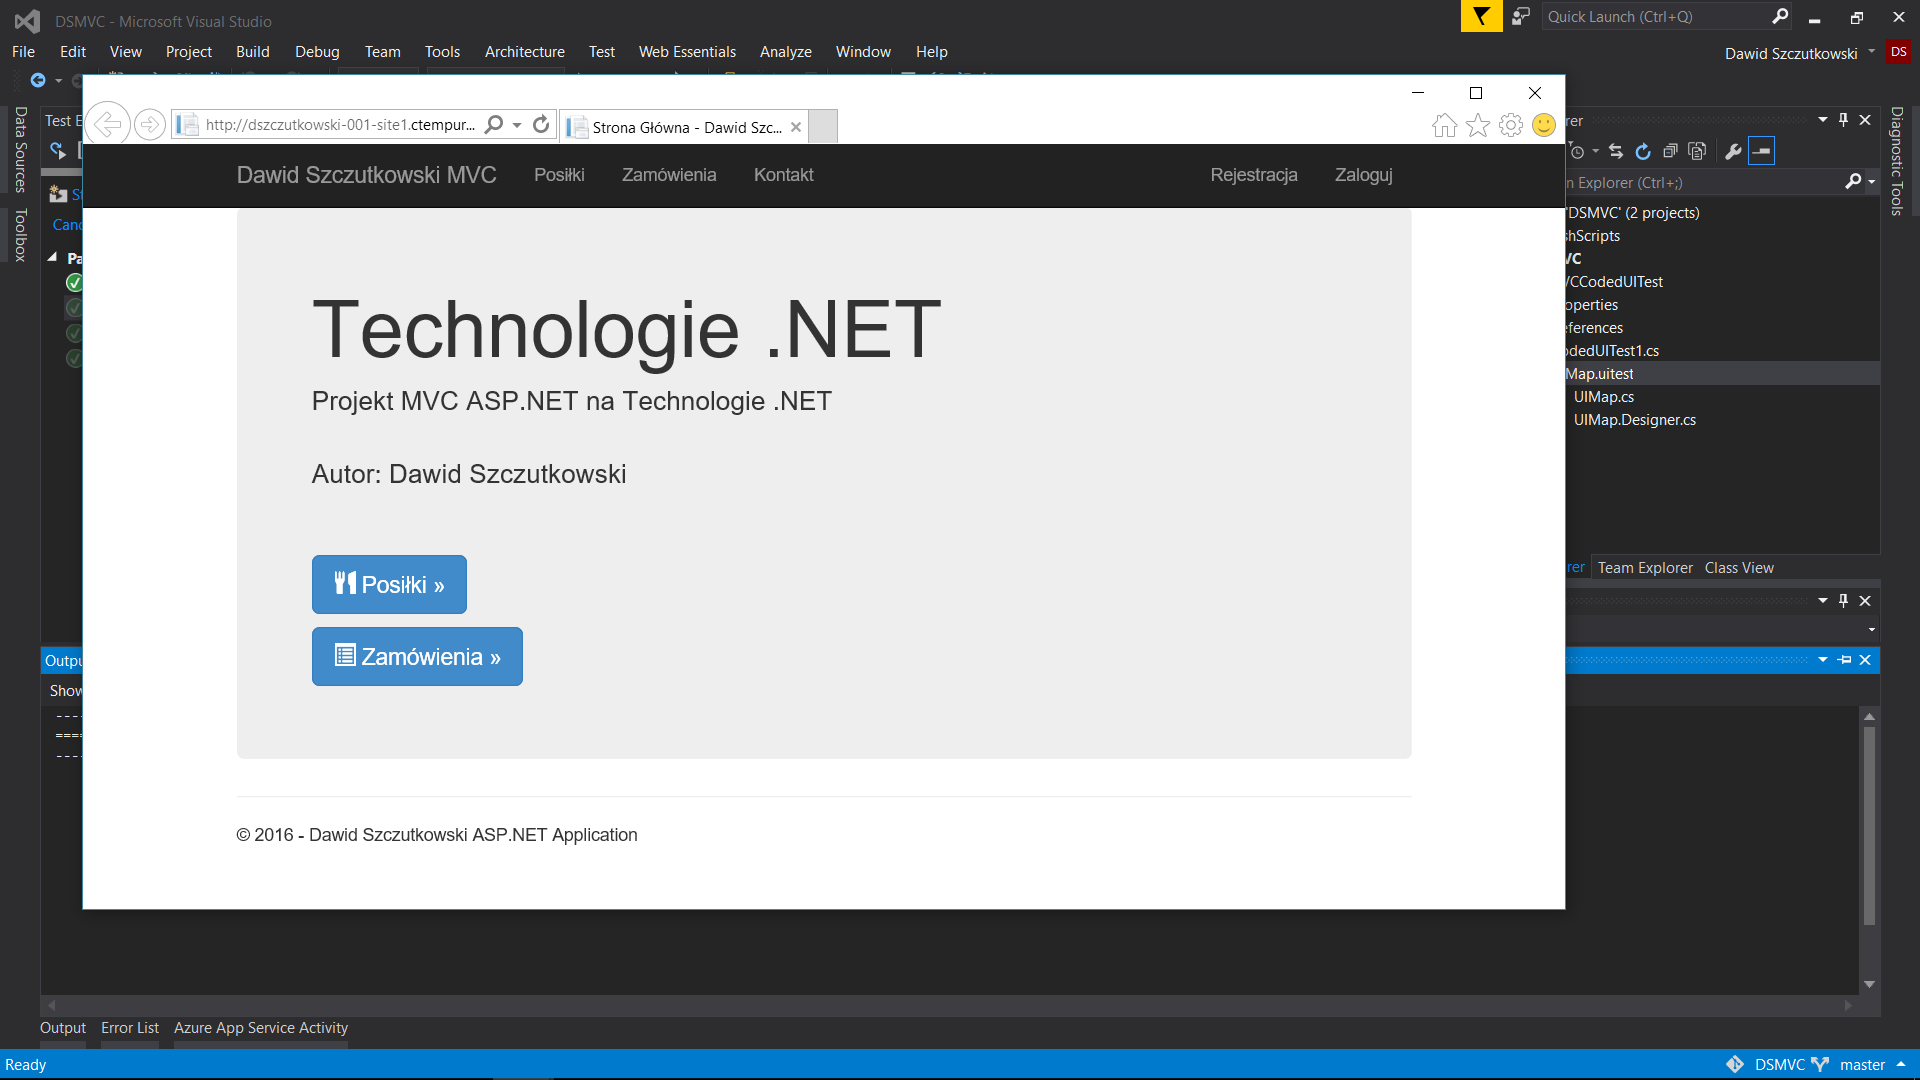 DSMVC - Microsoft Visual Studio
Quick Launch (Ctrl+Q)
File Edit View Project Build Debug Team Tools Architecture Test Web Essentials Analyze Window Help
Dawid Szczutkowski DS
Data Sources
Toolbox
Test E
http://dszczutkowski-001-site1.ctempur...
Strona Główna - Dawid Szc...
Dawid Szczutkowski MVC Posiłki Zamówienia Kontakt Rejestracja Zaloguj
Technologie .NET
Projekt MVC ASP.NET na Technologie .NET
Autor: Dawid Szczutkowski
Posiłki »
Zamówienia »
© 2016 - Dawid Szczutkowski ASP.NET Application
rer
n Explorer (Ctrl+;)
'DSMVC' (2 projects)
shScripts
VC
VCCodedUITest
operties
eferences
odedUITest1.cs
Map.uitest
UIMap.cs
UIMap.Designer.cs
rer Team Explorer Class View
Diagnostic Tools
St
Canc
Pa
Outpu
Show
----
====
----
Output Error List Azure App Service Activity
Ready
DSMVC master